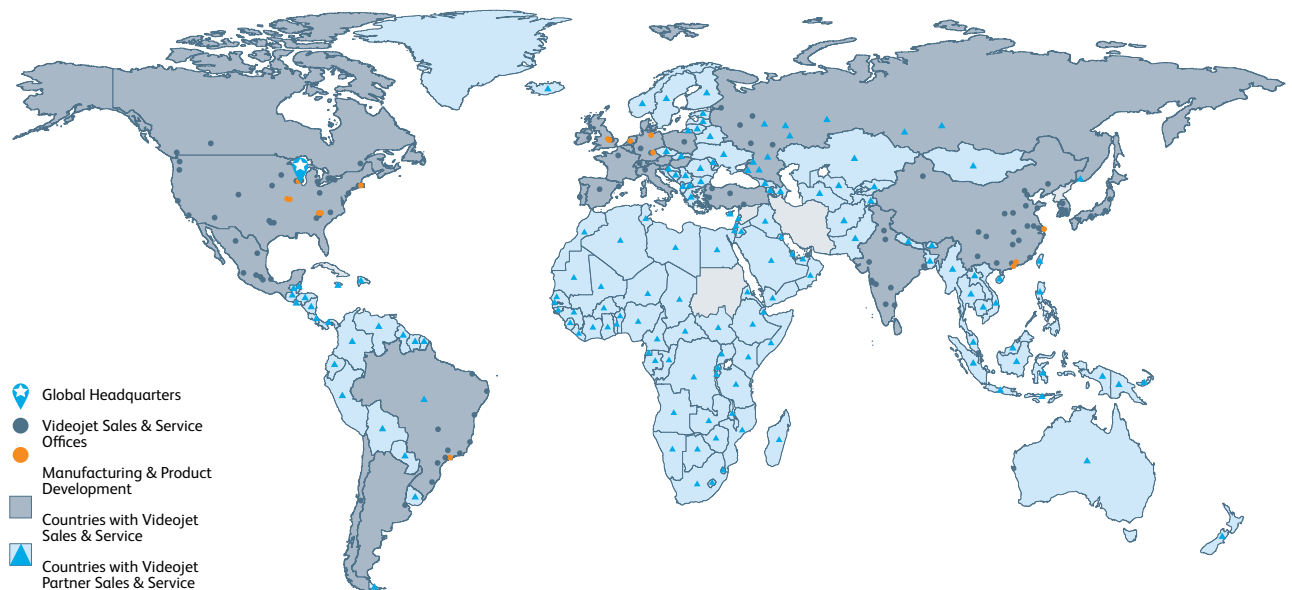 Global Headquarters
Videojet Sales & Service
Offices
Manufacturing & Product
Development
Countries with Videojet
Sales & Service
Countries with Videojet
Partner Sales & Service